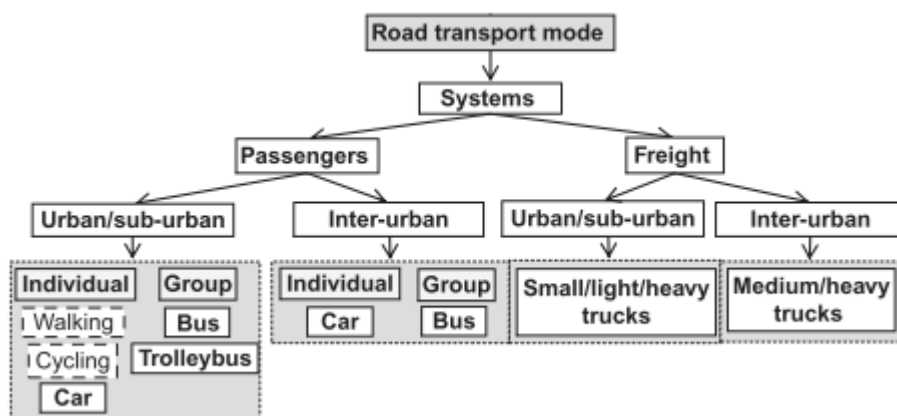 Road transport mode
Systems
Passengers
Freight
Urban/sub-urban
Inter-urban
Urban/sub-urban
Inter-urban
Individual
Group
Walking
Bus
Cycling
Trolleybus
Car
Individual
Group
Car
Bus
Small/light/heavy
trucks
Medium/heavy
trucks